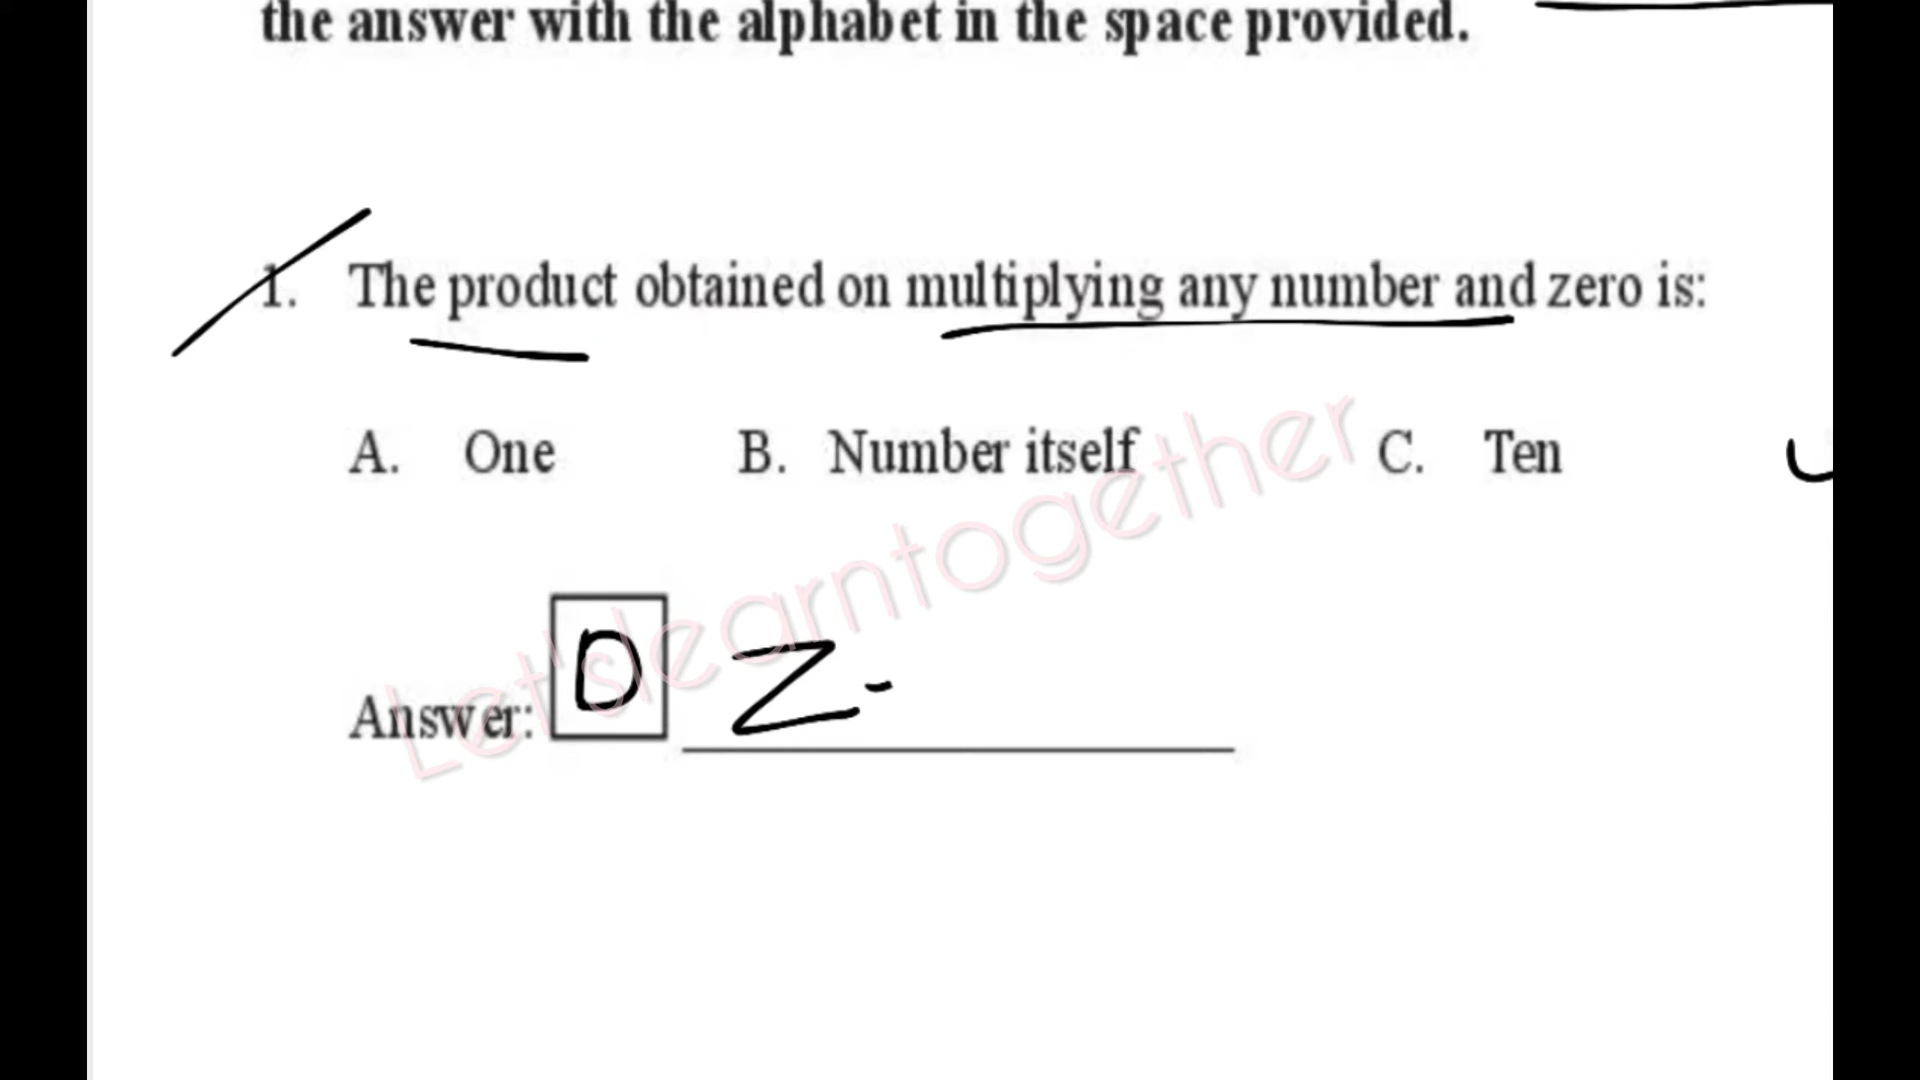 the answer with the alphabet in the space provided.
1. The product obtained on multiplying any number and zero is:
A. One B. Number itself C. Ten
Let'slearntogether
Answer: D Z